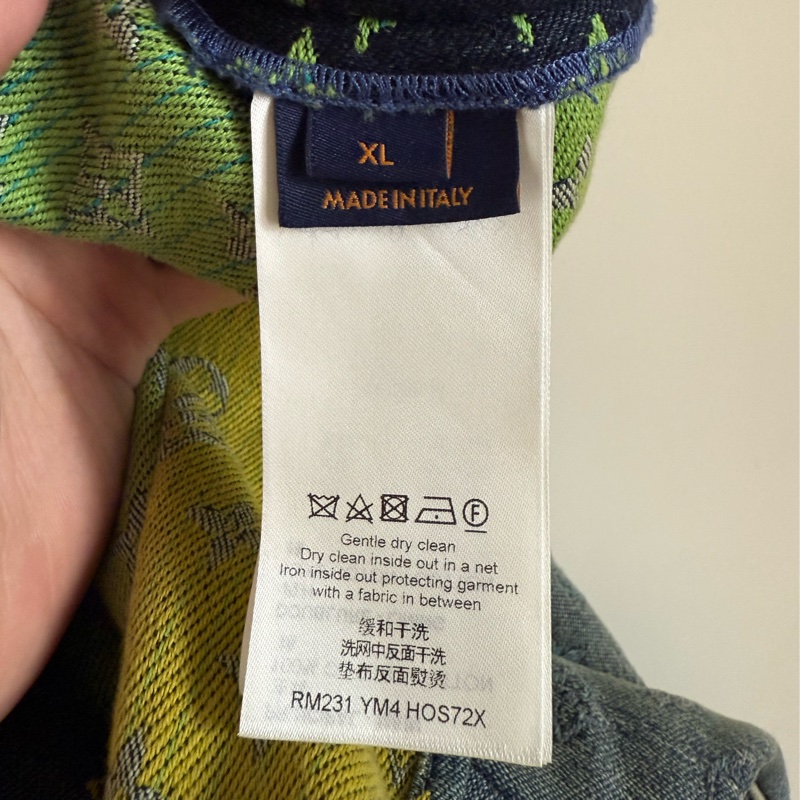 XL
MADE IN ITALY
F
Gentle dry clean
Dry clean inside out in a net
Iron inside out protecting garment
with a fabric in between
缓和干洗
洗网中反面干洗
垫布反面熨烫
RM231 YM4 HOS72X